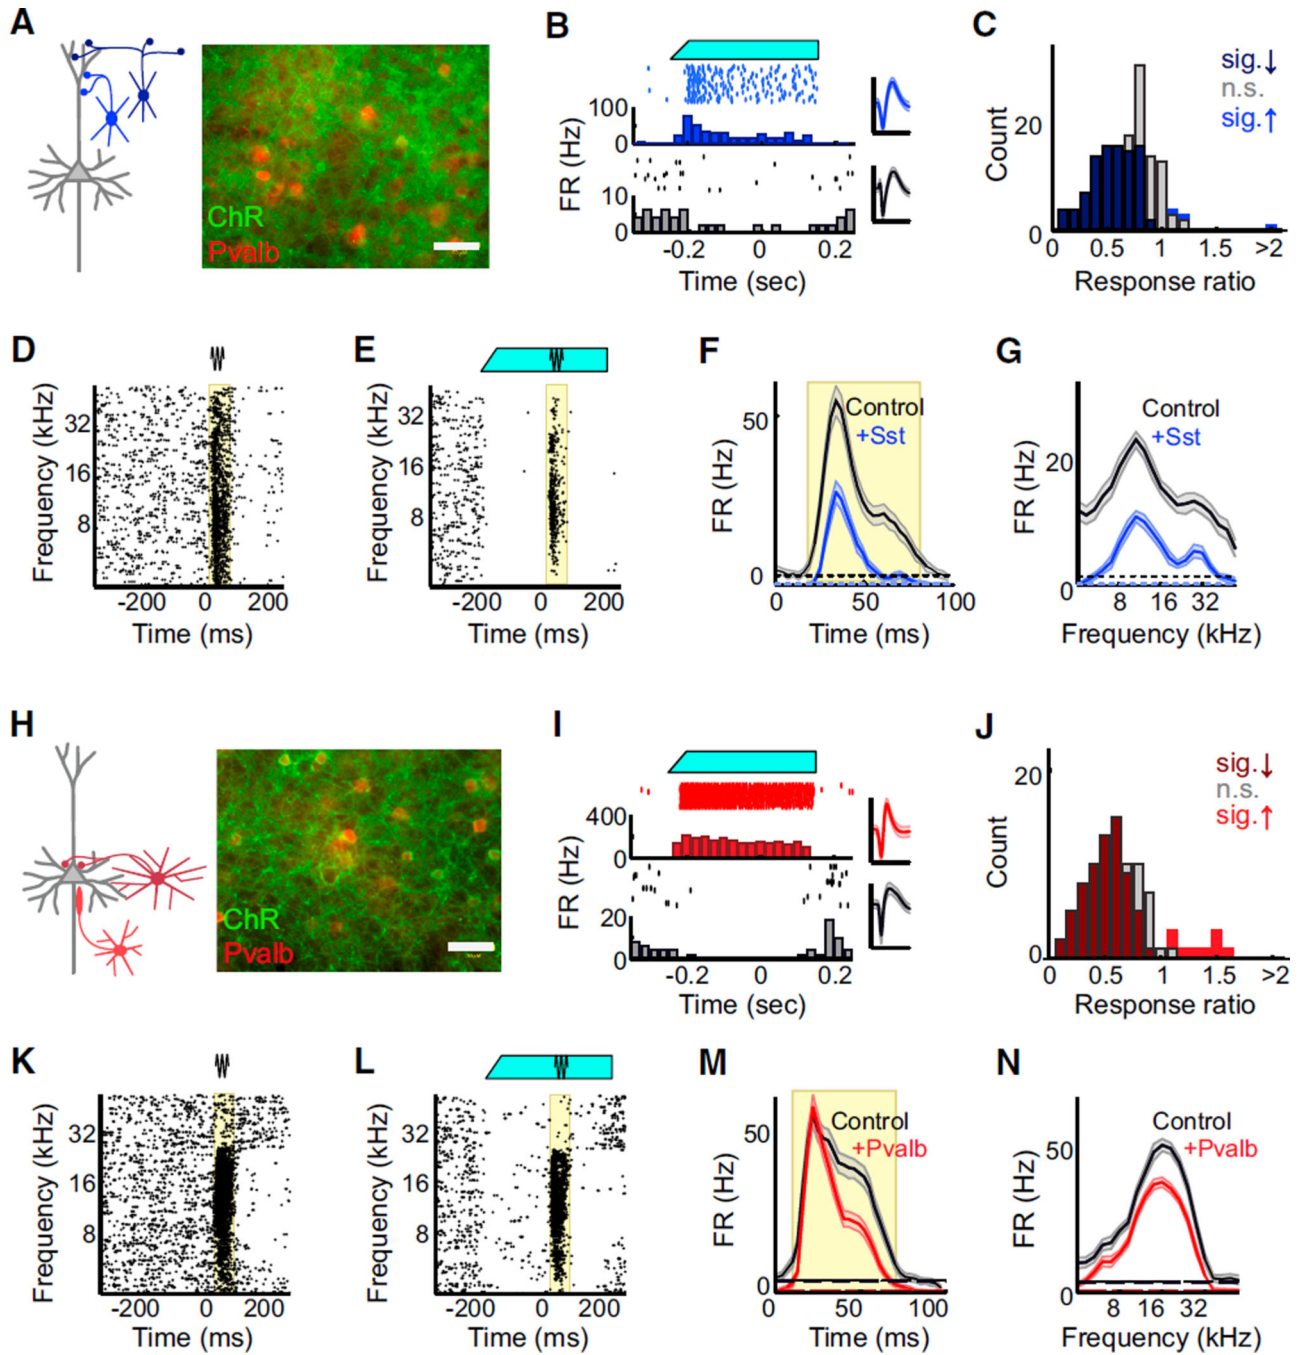 A
ChR
Pvalb
B
100
0
FR (Hz)
10
0
-0.2
0
0.2
Time (sec)
C
sig.↓
n.s.
sig.↑
Count
20
0
0 0.5 1 1.5 >2
Response ratio
D
Frequency (kHz)
32
16
8
-200 0 200
Time (ms)
E
Frequency (kHz)
32
16
8
-200 0 200
Time (ms)
F
Control
+Sst
FR (Hz)
50
0
0 50 100
Time (ms)
G
Control
+Sst
FR (Hz)
20
0
8 16 32
Frequency (kHz)
H
ChR
Pvalb
I
400
0
FR (Hz)
20
0
-0.2 0 0.2
Time (sec)
J
sig.↓
n.s.
sig.↑
Count
20
0
0 0.5 1 1.5 >2
Response ratio
K
Frequency (kHz)
32
16
8
-200 0 200
Time (ms)
L
Frequency (kHz)
32
16
8
-200 0 200
Time (ms)
M
Control
+Pvalb
FR (Hz)
50
0
0 50 100
Time (ms)
N
Control
+Pvalb
FR (Hz)
50
0
8 16 32
Frequency (kHz)